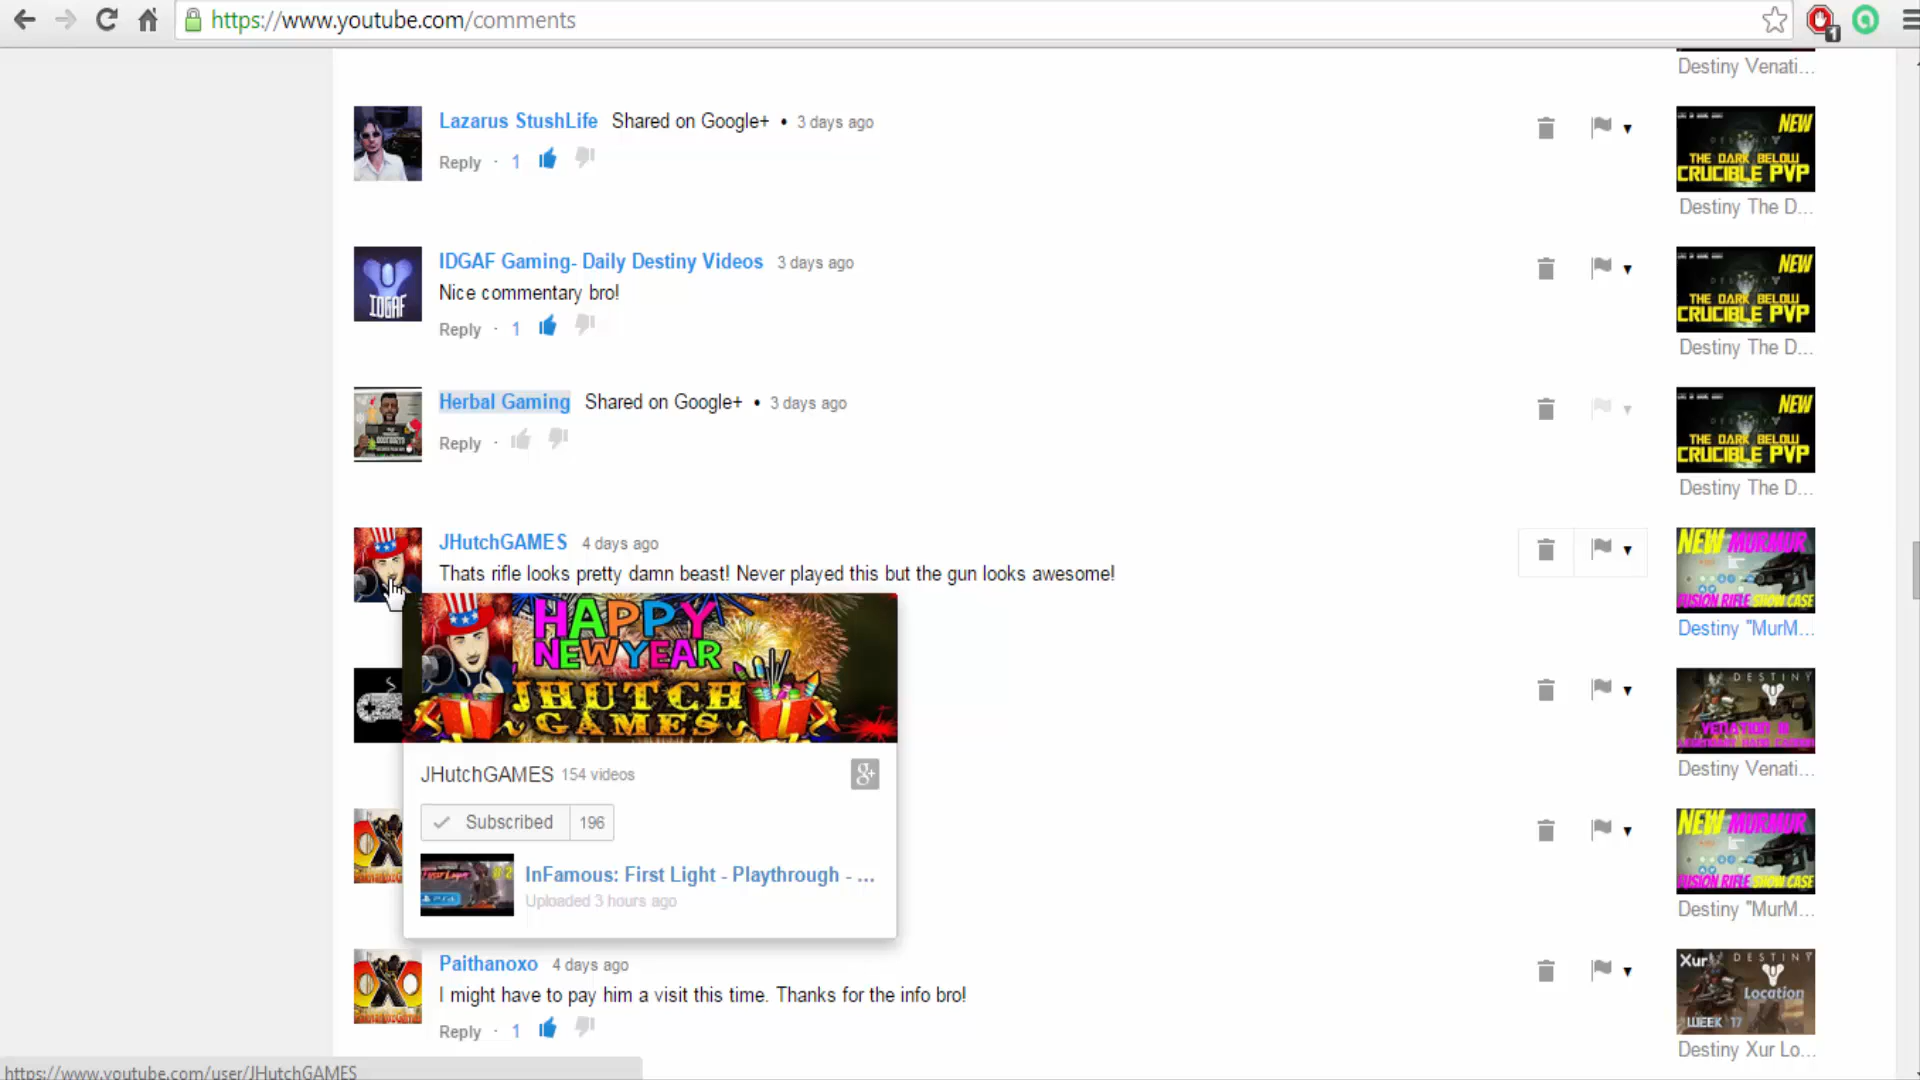 https://www.youtube.com/comments
1
Destiny Venati...
Lazarus StushLife Shared on Google+ • 3 days ago
Reply · 1
NEW
DESTINY
THE DARK BELOW
CRUCIBLE PVP
Destiny The D...
IDGAF Gaming- Daily Destiny Videos 3 days ago
Nice commentary bro!
Reply · 1
IDGAF
NEW
DESTINY
THE DARK BELOW
CRUCIBLE PVP
Destiny The D...
Herbal Gaming Shared on Google+ • 3 days ago
Reply ·
NEW
DESTINY
THE DARK BELOW
CRUCIBLE PVP
Destiny The D...
JHutchGAMES 4 days ago
Thats rifle looks pretty damn beast! Never played this but the gun looks awesome!
NEW MURMUR
FUSION RIFLE SHOW CASE
Destiny "MurM...
HAPPY
NEW YEAR
JHUTCH
GAMES
JHutchGAMES 154 videos
g+
Subscribed 196
InFamous: First Light - Playthrough - ...
Uploaded 3 hours ago
DESTINY
Destiny Venati...
NEW MURMUR
FUSION RIFLE SHOW CASE
Destiny "MurM...
Paithanoxo 4 days ago
I might have to pay him a visit this time. Thanks for the info bro!
Reply · 1
Xur DESTINY
Location
WEEK 17
Destiny Xur Lo...
https://www.youtube.com/user/JHutchGAMES